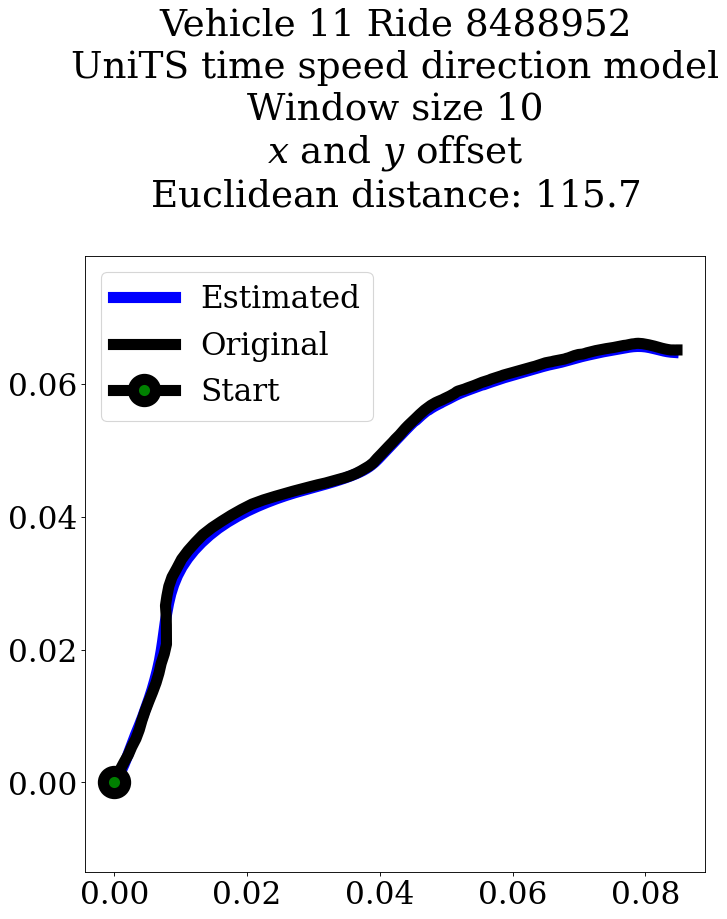 Vehicle 11 Ride 8488952
UniTS time speed direction model
Window size 10
x and y offset
Euclidean distance: 115.7
Estimated
Original
Start
0.06
0.04
0.02
0.00
0.00 0.02 0.04 0.06 0.08